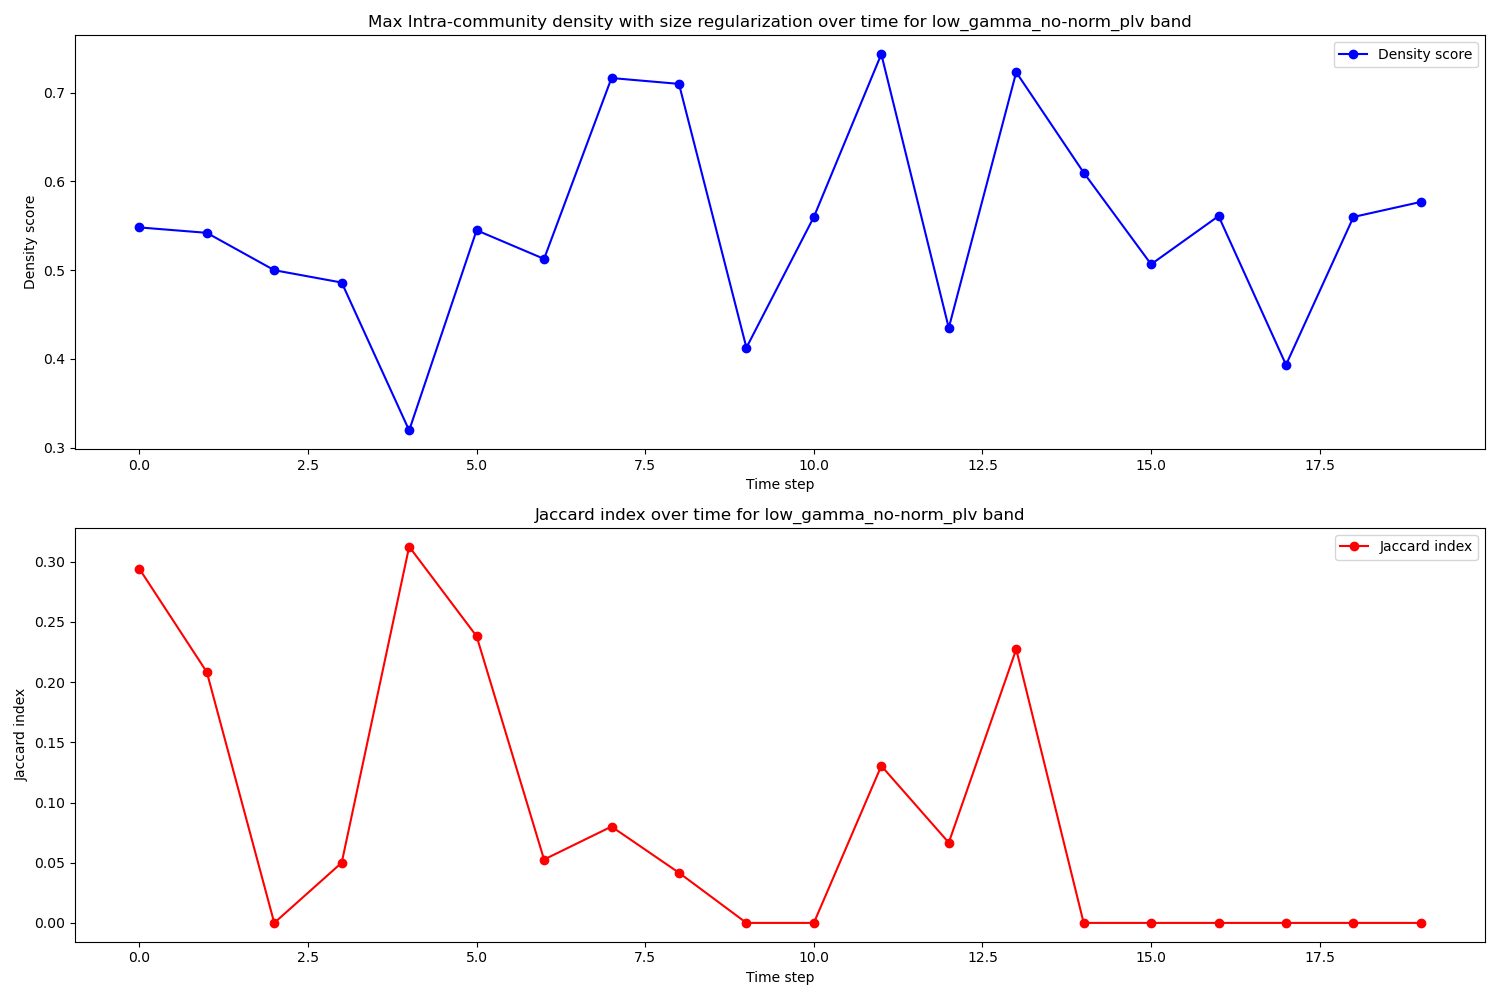 Max Intra-community density with size regularization over time for low_gamma_no-norm_plv band
Density score
Density score
0.7
0.6
0.5
0.4
0.3
0.0 2.5 5.0 7.5 10.0 12.5 15.0 17.5
Time step
Jaccard index over time for low_gamma_no-norm_plv band
Jaccard index
Jaccard index
0.30
0.25
0.20
0.15
0.10
0.05
0.00
0.0 2.5 5.0 7.5 10.0 12.5 15.0 17.5
Time step